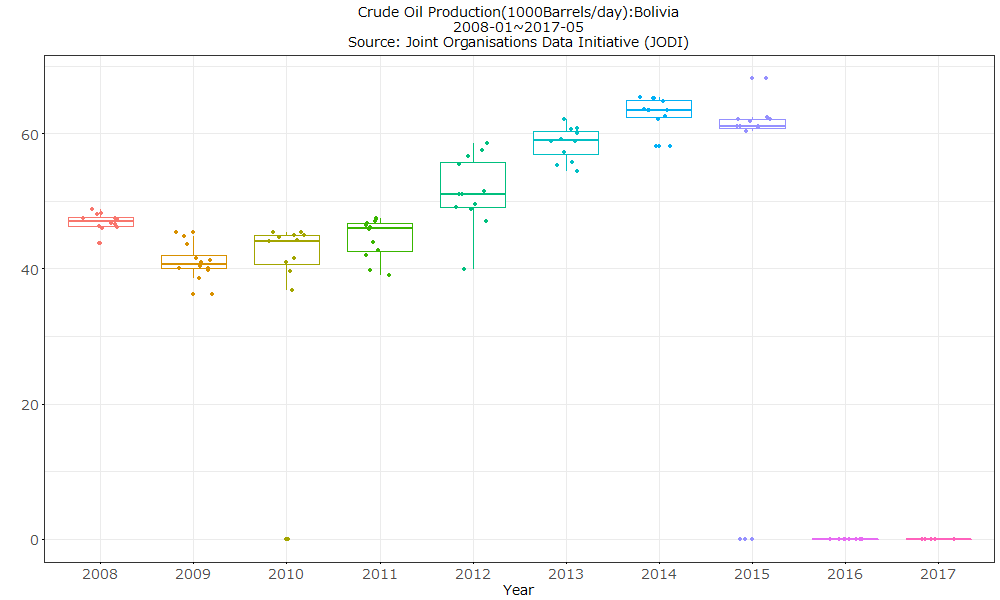 Crude Oil Production(1000Barrels/day):Bolivia
2008-01~2017-05
Source: Joint Organisations Data Initiative (JODI)
60
40
20
0
2008 2009 2010 2011 2012 2013 2014 2015 2016 2017
Year